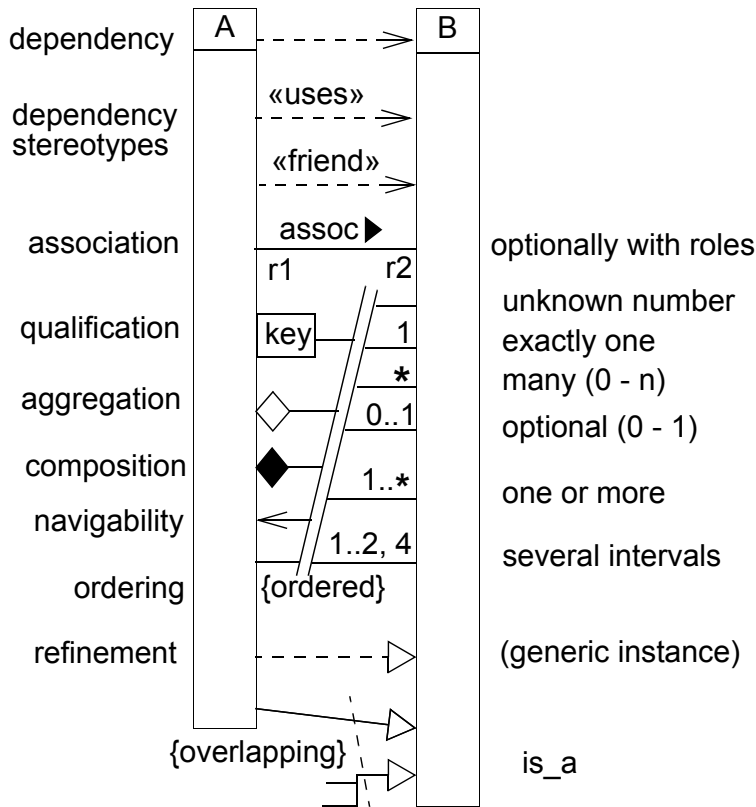 A
B
dependency
«uses»
dependency
stereotypes
«friend»
assoc
association
optionally with roles
r1
r2
unknown number
qualification
key
1
exactly one
*
many (0 - n)
aggregation
0..1
optional (0 - 1)
composition
1..*
one or more
navigability
1..2, 4
several intervals
ordering
{ordered}
refinement
(generic instance)
{overlapping}
is_a